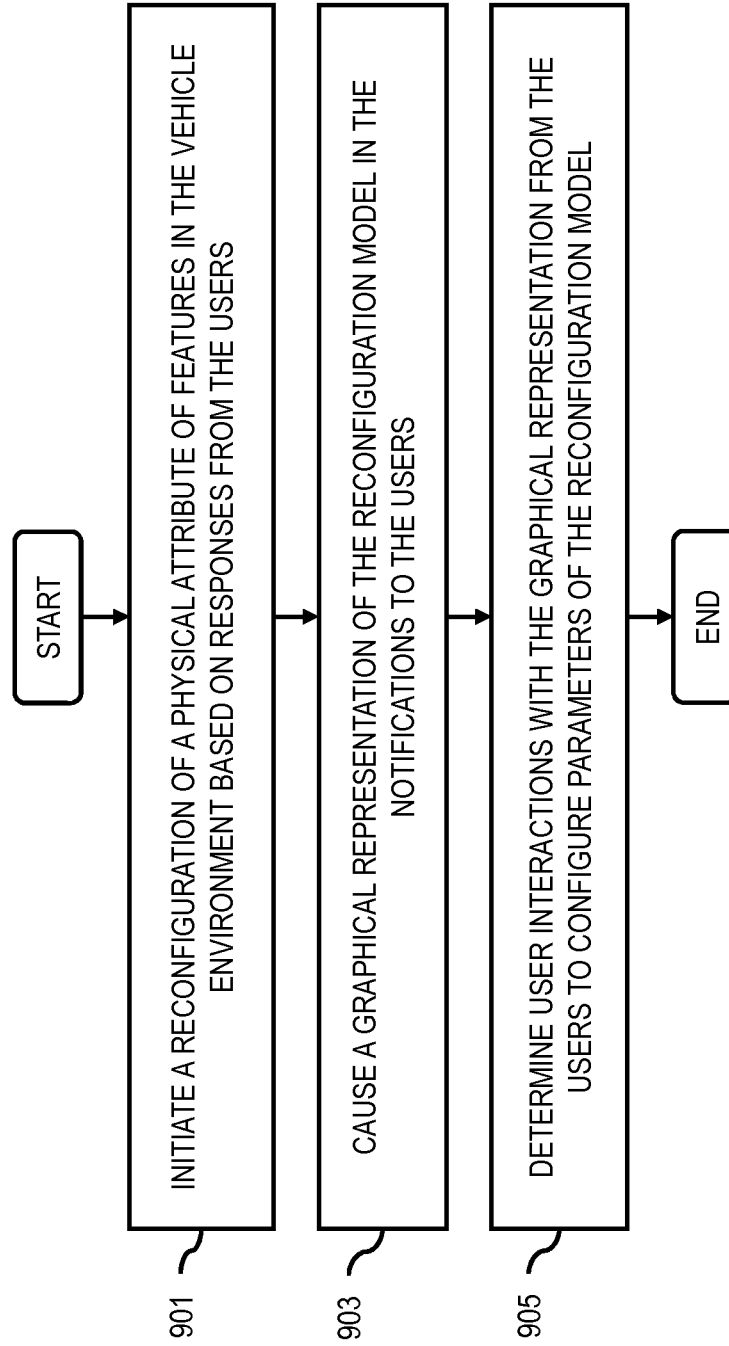 START
901
INITIATE A RECONFIGURATION OF A PHYSICAL ATTRIBUTE OF FEATURES IN THE VEHICLE
ENVIRONMENT BASED ON RESPONSES FROM THE USERS
903
CAUSE A GRAPHICAL REPRESENTATION OF THE RECONFIGURATION MODEL IN THE
NOTIFICATIONS TO THE USERS
905
DETERMINE USER INTERACTIONS WITH THE GRAPHICAL REPRESENTATION FROM THE
USERS TO CONFIGURE PARAMETERS OF THE RECONFIGURATION MODEL
END